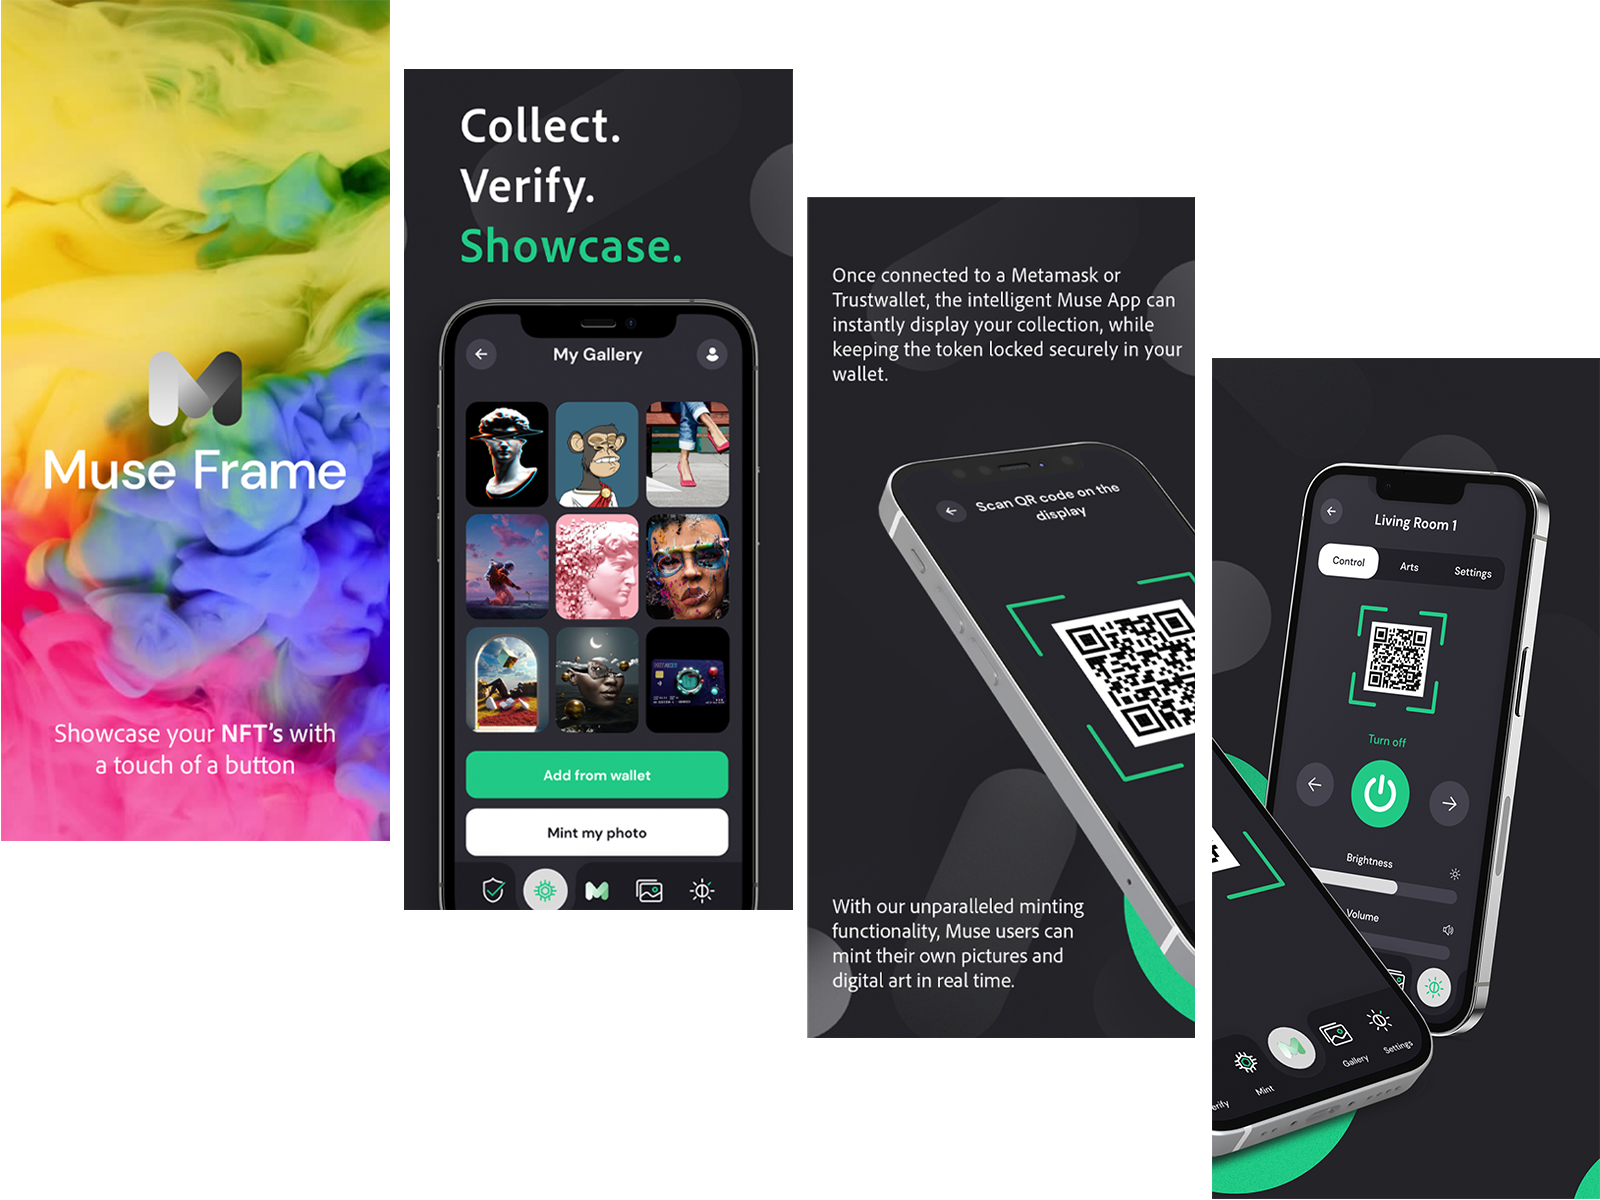 Muse Frame
Showcase your NFT's with
a touch of a button
Collect.
Verify.
Showcase.
My Gallery
Add from wallet
Mint my photo
Once connected to a Metamask or
Trustwallet, the intelligent Muse App can
instantly display your collection, while
keeping the token locked securely in your
wallet.
Scan QR code on the
display
With our unparalleled minting
functionality, Muse users can
mint their own pictures and
digital art in real time.
Living Room 1
Control
Arts
Settings
Turn off
Brightness
Volume
Mint
Gallery
Settings